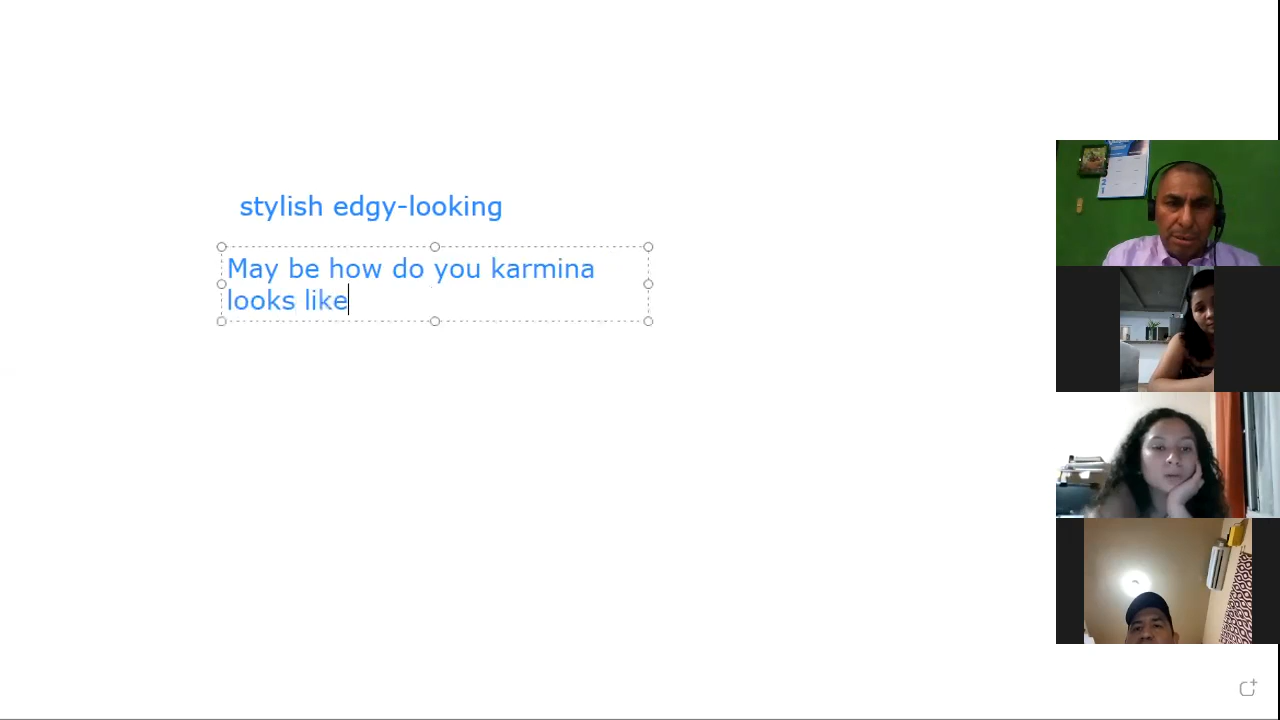 stylish edgy-looking
May be how do you karmina
looks like